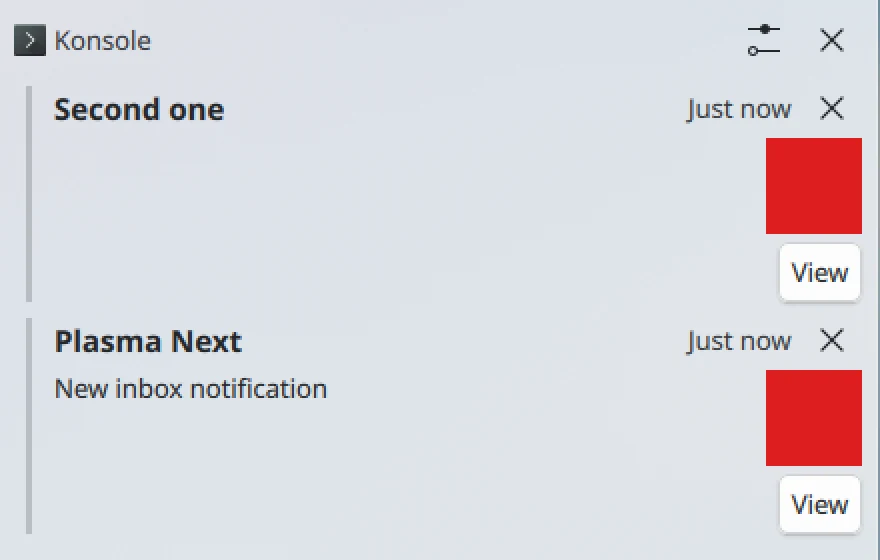 Konsole
Second one Just now
View
Plasma Next Just now
New inbox notification
View